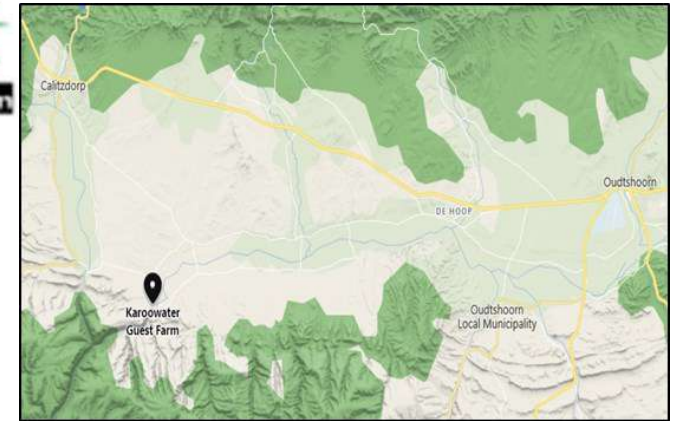 Calitzdorp
Oudtshoorn
DE HOOP
Karoowater
Guest Farm
Oudtshoorn
Local Municipality
n